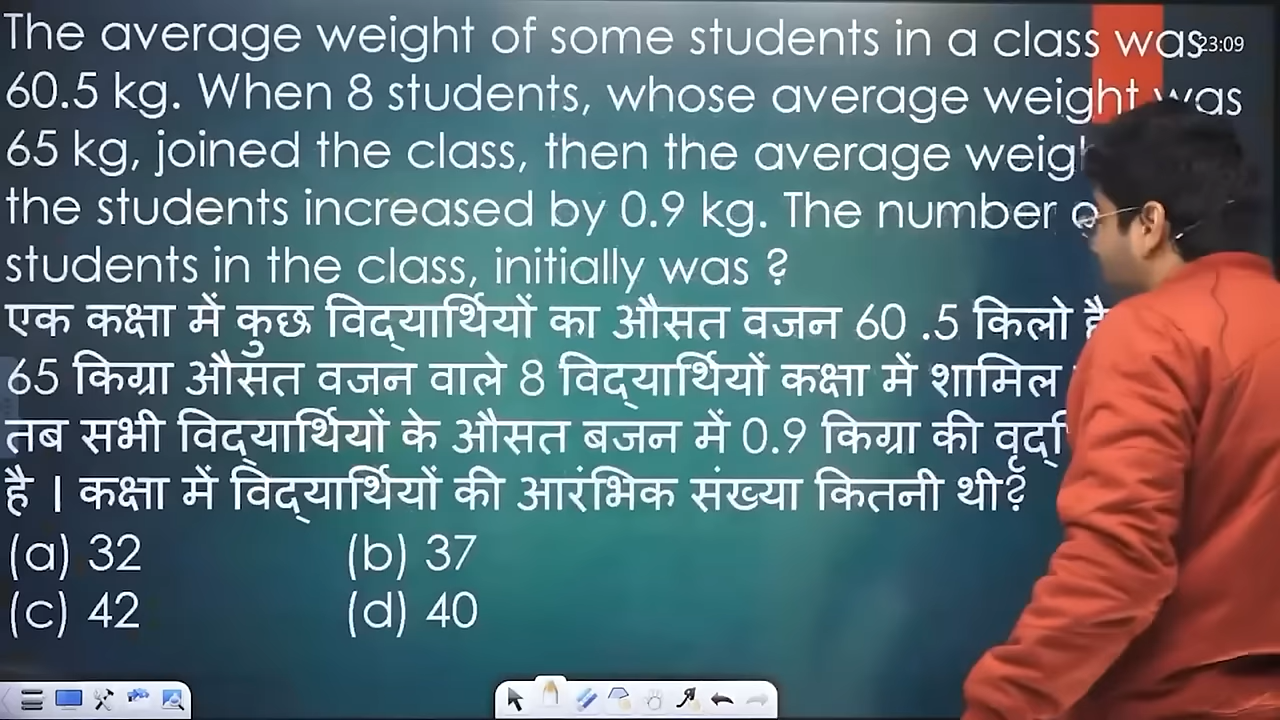 The average weight of some students in a class was
23:09
60.5 kg. When 8 students, whose average weight was
65 kg, joined the class, then the average
the students increased by 0.9 kg. The number
students in the class, initially was ?
एक कक्षा में कुछ विद्यार्थियों का औसत वजन 60 .5 किलो
65 किग्रा औसत वजन वाले 8 विद्यार्थियों कक्षा में शामिल
तब सभी विद्यार्थियों के औसत बजन में 0.9 किग्रा की
है । कक्षा में विद्यार्थियों की आरंभिक संख्या कितनी थी?
(a) 32 (b) 37
(c) 42 (d) 40